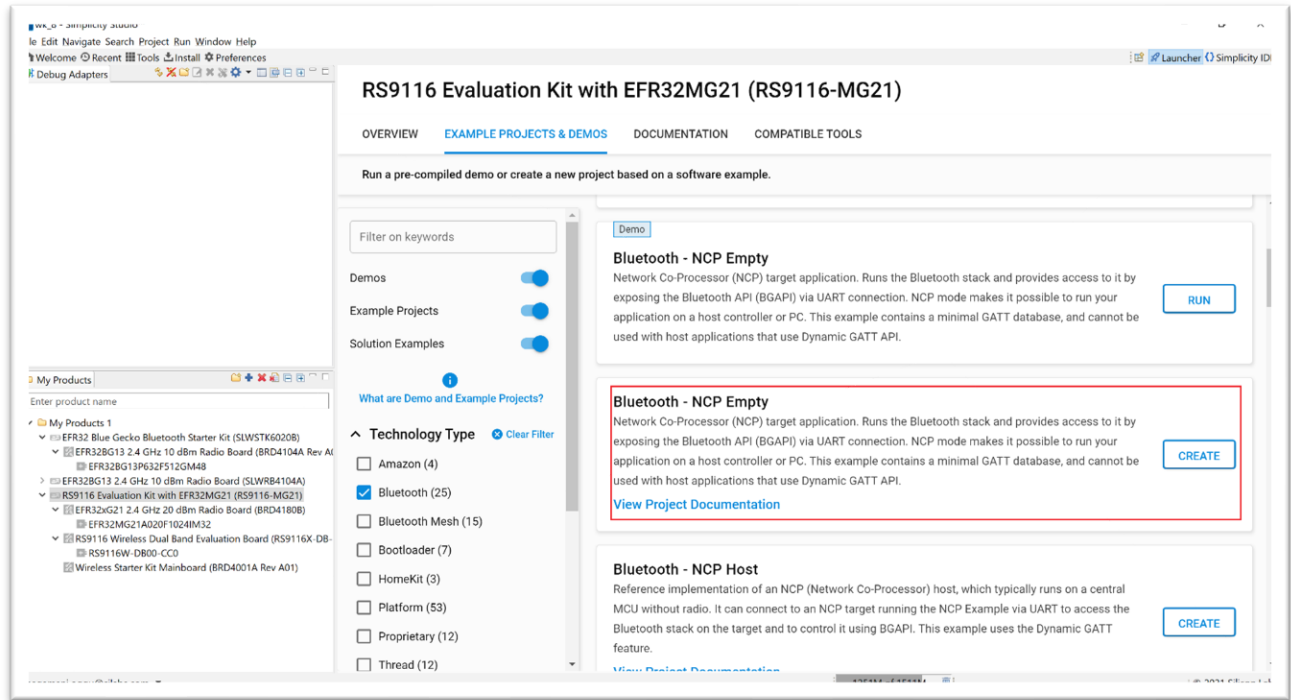 wk_8 - Simplicity Studio
le Edit Navigate Search Project Run Window Help
Welcome Recent Tools Install Preferences
Launcher Simplicity ID
Debug Adapters
RS9116 Evaluation Kit with EFR32MG21 (RS9116-MG21)
OVERVIEW EXAMPLE PROJECTS & DEMOS DOCUMENTATION COMPATIBLE TOOLS
Run a pre-compiled demo or create a new project based on a software example.
Filter on keywords
Demos
Example Projects
Solution Examples
What are Demo and Example Projects?
Technology Type Clear Filter
Amazon (4)
Bluetooth (25)
Bluetooth Mesh (15)
Bootloader (7)
HomeKit (3)
Platform (53)
Proprietary (12)
Thread (12)
Demo
Bluetooth - NCP Empty
Network Co-Processor (NCP) target application. Runs the Bluetooth stack and provides access to it by
exposing the Bluetooth API (BGAPI) via UART connection. NCP mode makes it possible to run your
application on a host controller or PC. This example contains a minimal GATT database, and cannot be
used with host applications that use Dynamic GATT API.
RUN
Bluetooth - NCP Empty
Network Co-Processor (NCP) target application. Runs the Bluetooth stack and provides access to it by
exposing the Bluetooth API (BGAPI) via UART connection. NCP mode makes it possible to run your
application on a host controller or PC. This example contains a minimal GATT database, and cannot be
used with host applications that use Dynamic GATT API.
View Project Documentation
CREATE
Bluetooth - NCP Host
Reference implementation of an NCP (Network Co-Processor) host, which typically runs on a central
MCU without radio. It can connect to an NCP target running the NCP Example via UART to access the
Bluetooth stack on the target and to control it using BGAPI. This example uses the Dynamic GATT
feature.
View Project Documentation
CREATE
My Products
Enter product name
My Products 1
EFR32 Blue Gecko Bluetooth Starter Kit (SLWSTK6020B)
EFR32BG13 2.4 GHz 10 dBm Radio Board (BRD4104A Rev A(
EFR32BG13P632F512GM48
EFR32BG13 2.4 GHz 10 dBm Radio Board (SLWRB4104A)
RS9116 Evaluation Kit with EFR32MG21 (RS9116-MG21)
EFR32xG21 2.4 GHz 20 dBm Radio Board (BRD4180B)
EFR32MG21A020F1024IM32
RS9116 Wireless Dual Band Evaluation Board (RS9116X-DB-
RS9116W-DB00-CC0
Wireless Starter Kit Mainboard (BRD4001A Rev A01)